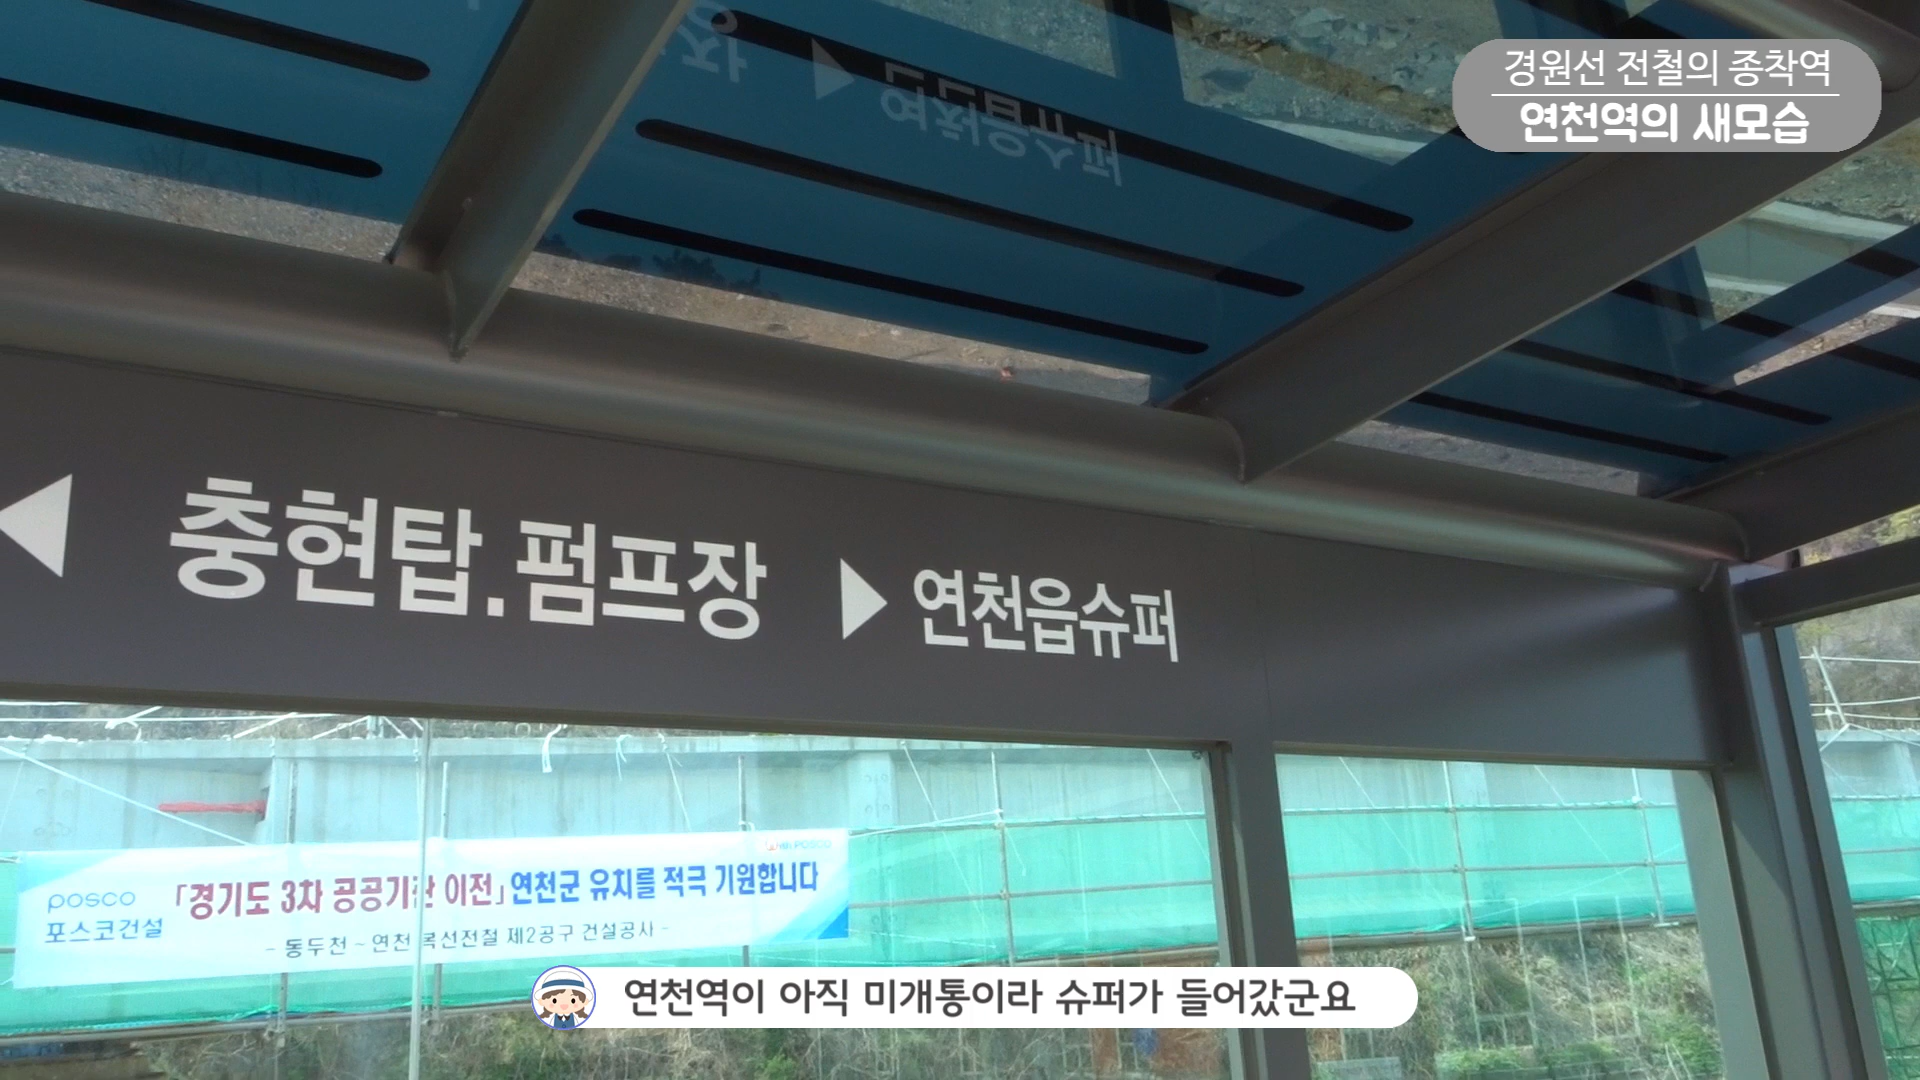 경원선 전철의 종착역
연천역의 새모습
◀ 충현탑.펌프장 ▶ 연천읍슈퍼
posco
포스코건설
「경기도 3차 공공기관 이전」 연천군 유치를 적극 기원합니다
- 동두천 ~ 연천 복선전철 제2공구 건설공사 -
연천역이 아직 미개통이라 슈퍼가 들어갔군요